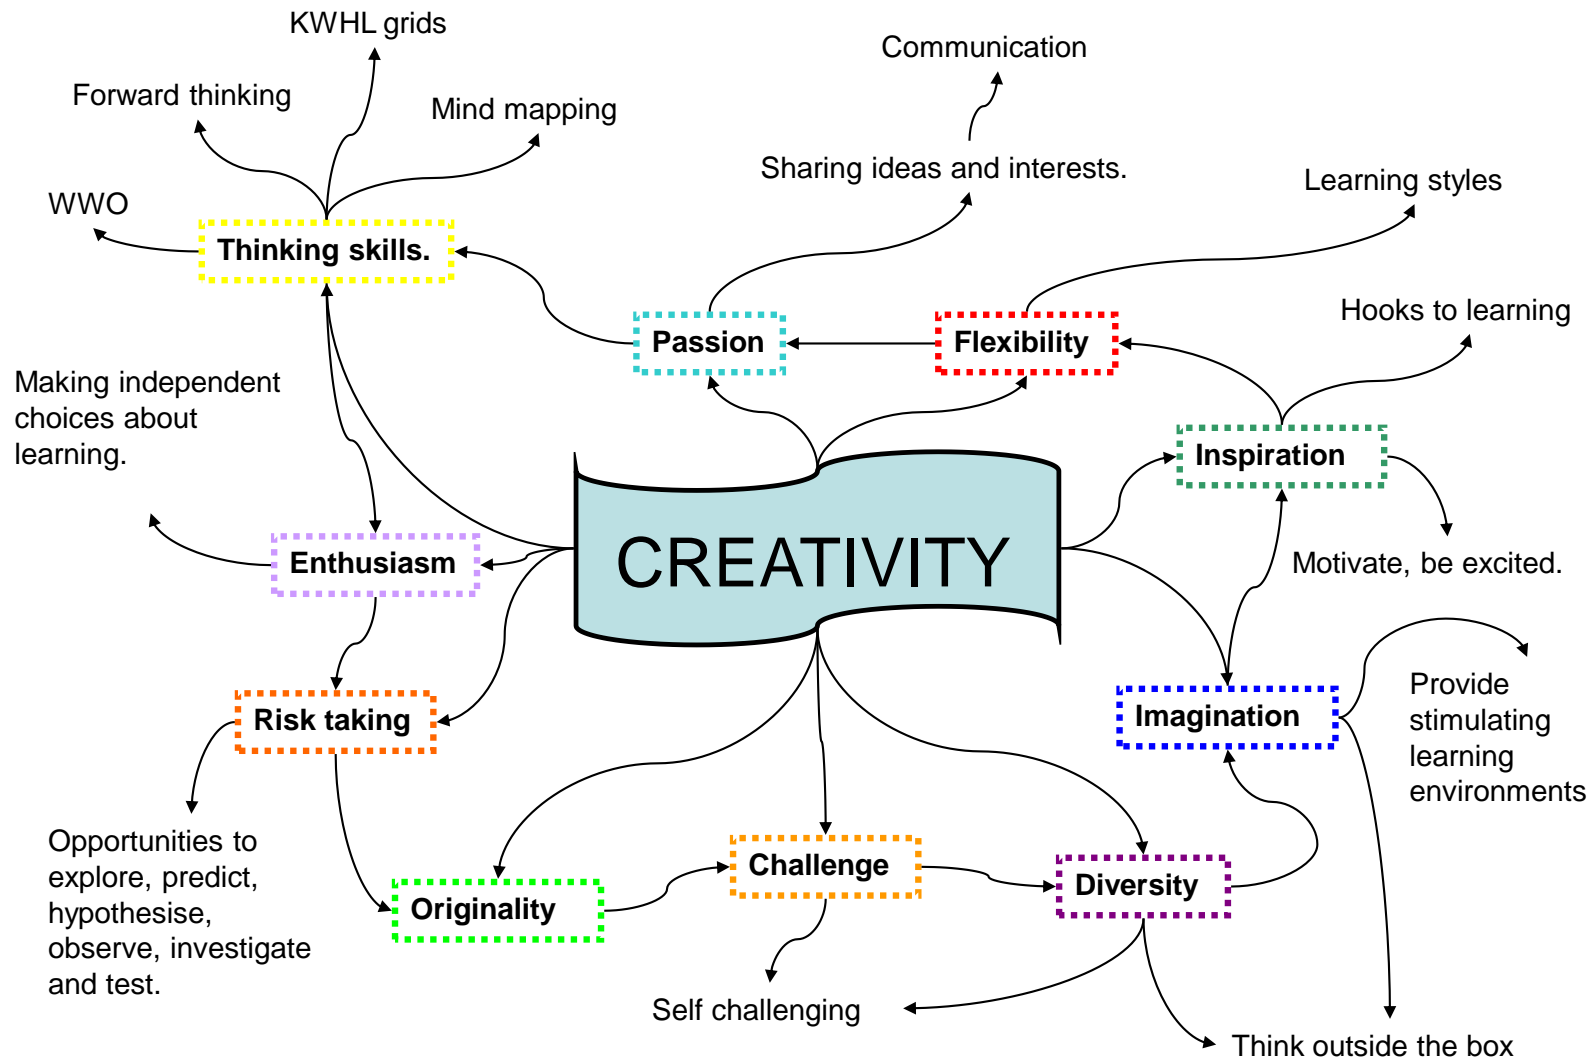 KWHL grids
Communication
Forward thinking
Mind mapping
Sharing ideas and interests.
Learning styles
WWO
Thinking skills.
Hooks to learning
Passion
Flexibility
Making independent
choices about
learning.
Inspiration
CREATIVITY
Enthusiasm
Motivate, be excited.
Risk taking
Imagination
Provide
stimulating
learning
environments
Opportunities to
explore, predict,
hypothesise,
observe, investigate
and test.
Challenge
Diversity
Originality
Self challenging
Think outside the box